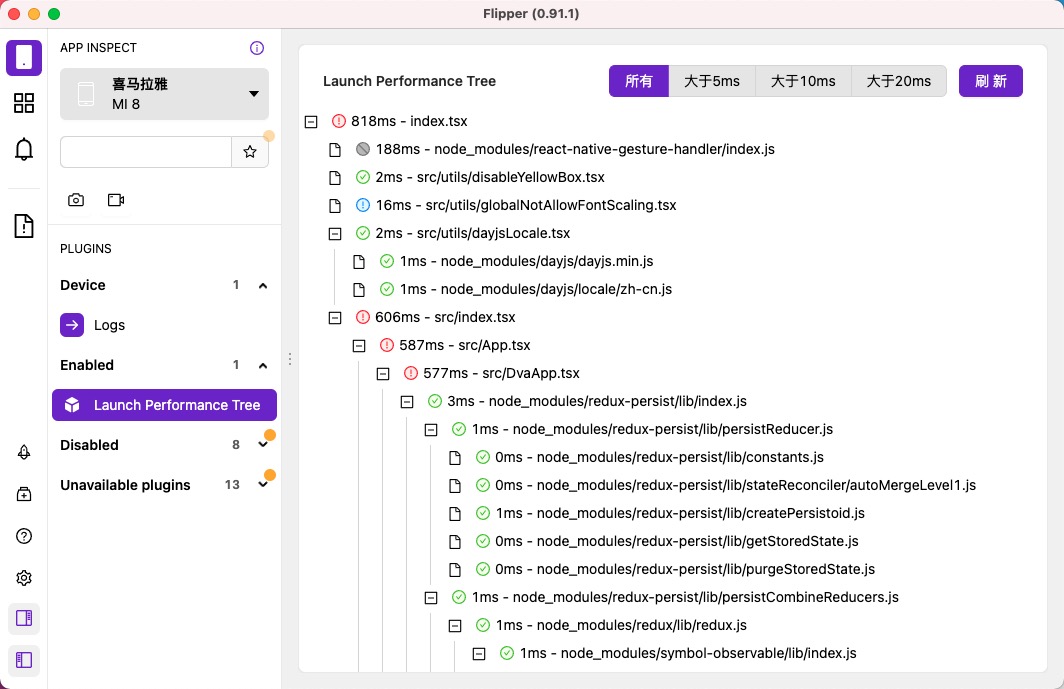 Flipper (0.91.1)
APP INSPECT
喜马拉雅
MI 8
PLUGINS
Device 1
Logs
Enabled 1
Launch Performance Tree
Disabled 8
Unavailable plugins 13
Launch Performance Tree
所有 大于5ms 大于10ms 大于20ms 刷 新
818ms - index.tsx
188ms - node_modules/react-native-gesture-handler/index.js
2ms - src/utils/disableYellowBox.tsx
16ms - src/utils/globalNotAllowFontScaling.tsx
2ms - src/utils/dayjsLocale.tsx
1ms - node_modules/dayjs/dayjs.min.js
1ms - node_modules/dayjs/locale/zh-cn.js
606ms - src/index.tsx
587ms - src/App.tsx
577ms - src/DvaApp.tsx
3ms - node_modules/redux-persist/lib/index.js
1ms - node_modules/redux-persist/lib/persistReducer.js
0ms - node_modules/redux-persist/lib/constants.js
0ms - node_modules/redux-persist/lib/stateReconciler/autoMergeLevel1.js
1ms - node_modules/redux-persist/lib/createPersistoid.js
0ms - node_modules/redux-persist/lib/getStoredState.js
0ms - node_modules/redux-persist/lib/purgeStoredState.js
1ms - node_modules/redux-persist/lib/persistCombineReducers.js
1ms - node_modules/redux/lib/redux.js
1ms - node_modules/symbol-observable/lib/index.js